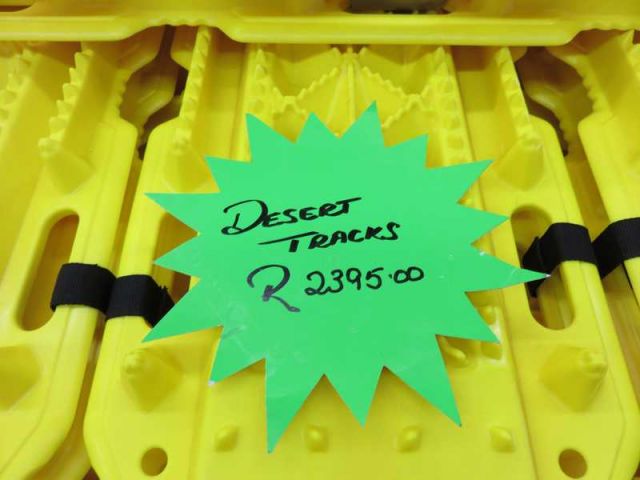 DESERT
TRACKS
R 2395.00